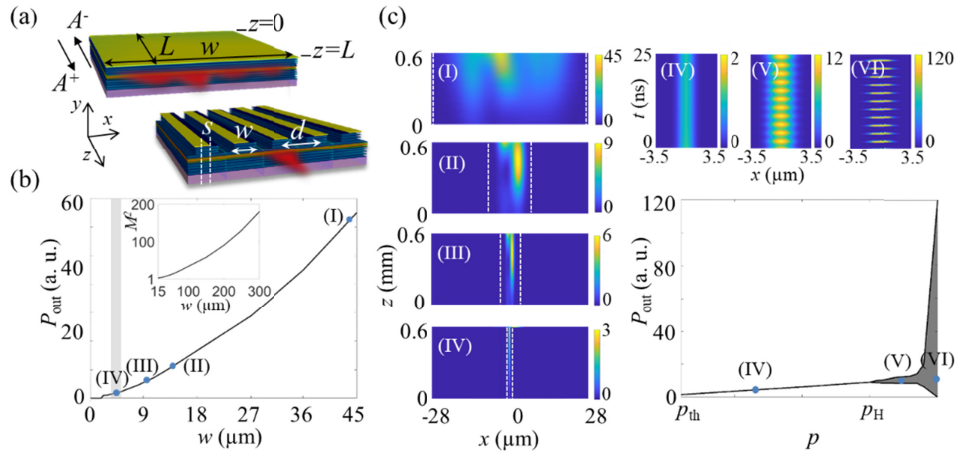 (a)
A⁻
A⁺
L
w
z=0
z=L
y
x
z
s
w
d
(b)
P_out (a. u.)
60
40
20
0
0
9
18
27
36
45
w (μm)
(I)
(II)
(III)
(IV)
M²
200
100
1
15
100
200
300
w (μm)
(c)
(I)
0.6
0
45
0
(II)
0.6
0
9
0
(III)
0.6
0
6
0
(IV)
0.6
0
3
0
z (mm)
-28
0
28
x (μm)
t (ns)
25
0
(IV)
2
0
-3.5
3.5
(V)
12
0
-3.5
3.5
(VI)
120
0
-3.5
3.5
x (μm)
P_out (a. u.)
120
80
40
0
(IV)
(V)
(VI)
p_th
p_H
p